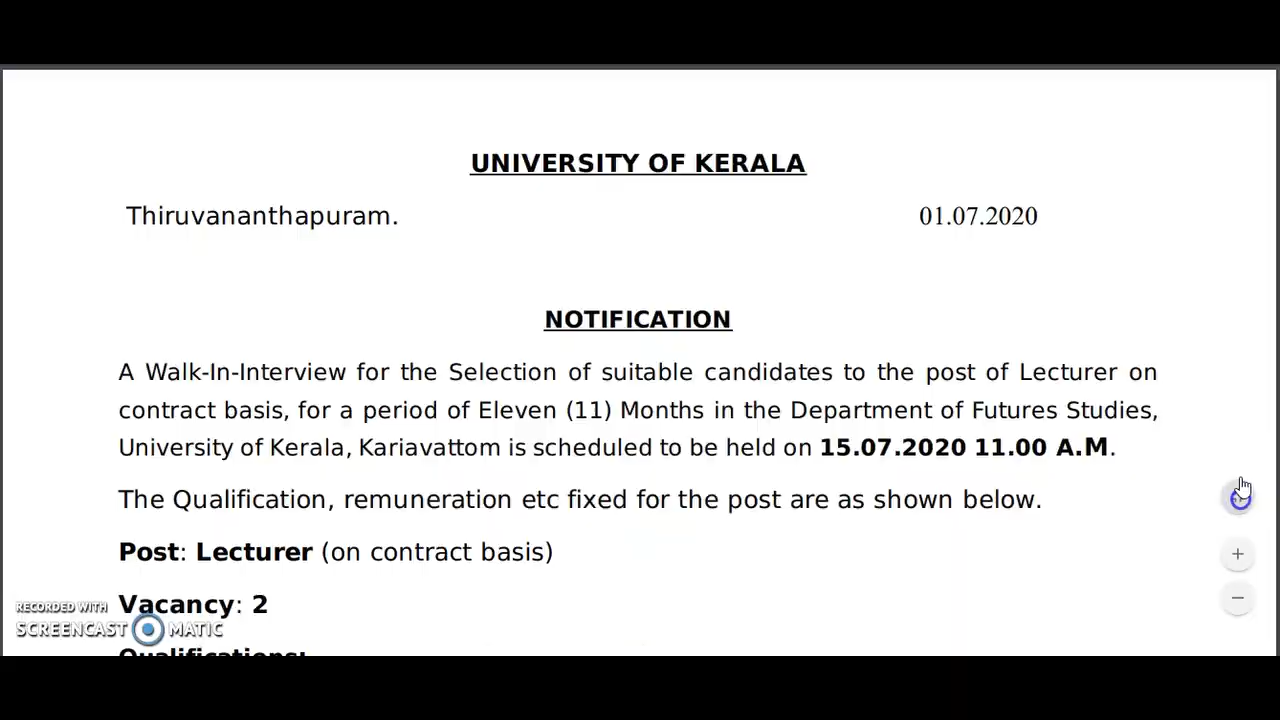 UNIVERSITY OF KERALA
Thiruvananthapuram. 01.07.2020
NOTIFICATION
A Walk-In-Interview for the Selection of suitable candidates to the post of Lecturer on
contract basis, for a period of Eleven (11) Months in the Department of Futures Studies,
University of Kerala, Kariavattom is scheduled to be held on 15.07.2020 11.00 A.M.
The Qualification, remuneration etc fixed for the post are as shown below.
Post: Lecturer (on contract basis)
Vacancy: 2
RECORDED WITH
SCREENCAST MATIC
Qualifications: